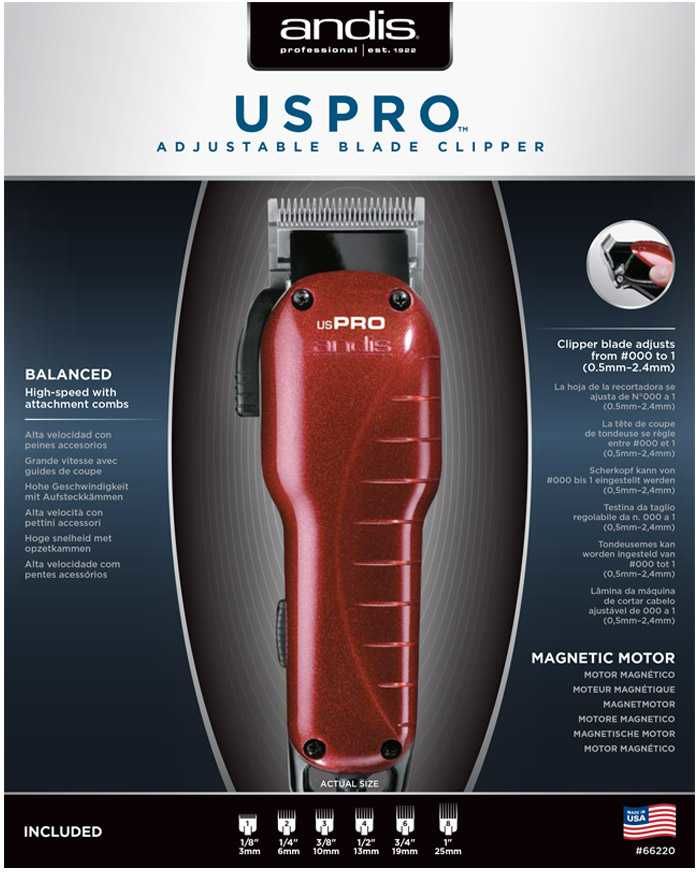 andis
professional | est. 1922
USPRO™
ADJUSTABLE BLADE CLIPPER
usPRO
andis
BALANCED
High-speed with
attachment combs
Alta velocidad con
peines accesorios
Grande vitesse avec
guides de coupe
Hohe Geschwindigkeit
mit Aufsteckkämmen
Alta velocità con
pettini accessori
Hoge snelheid met
opzetkammen
Alta velocidade com
pentes acessórios
Clipper blade adjusts
from #000 to 1
(0.5mm–2.4mm)
La hoja de la recortadora se
ajusta de N°000 a 1
(0.5mm–2.4mm)
La tête de coupe
de tondeuse se règle
entre #000 et 1
(0,5mm–2,4mm)
Scherkopf kann von
#000 bis 1 eingestellt werden
(0,5mm–2,4mm)
Testina da taglio
regolabile da n. 000 a 1
(0,5mm–2,4mm)
Tondeusemes kan
worden ingesteld van
#000 tot 1
(0,5mm–2,4mm)
Lâmina da máquina
de cortar cabelo
ajustável de 000 a 1
(0,5mm–2,4mm)
MAGNETIC MOTOR
MOTOR MAGNÉTICO
MOTEUR MAGNÉTIQUE
MAGNETMOTOR
MOTORE MAGNETICO
MAGNETISCHE MOTOR
MOTOR MAGNÉTICO
ACTUAL SIZE
INCLUDED
1 2 3 4 6 8
1/8" 1/4" 3/8" 1/2" 3/4" 1"
3mm 6mm 10mm 13mm 19mm 25mm
MADE IN
USA
#66220